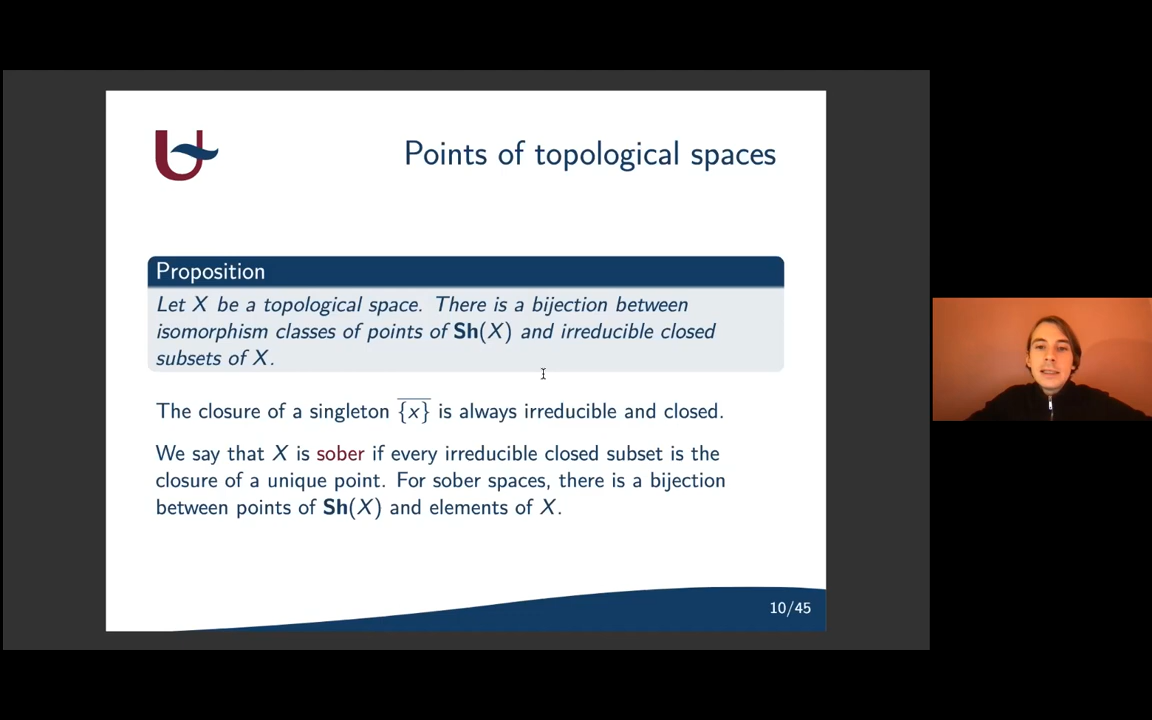 Points of topological spaces
Proposition
Let X be a topological space. There is a bijection between
isomorphism classes of points of Sh(X) and irreducible closed
subsets of X.
The closure of a singleton \overline{{x}} is always irreducible and closed.
We say that X is sober if every irreducible closed subset is the
closure of a unique point. For sober spaces, there is a bijection
between points of Sh(X) and elements of X.
10/45